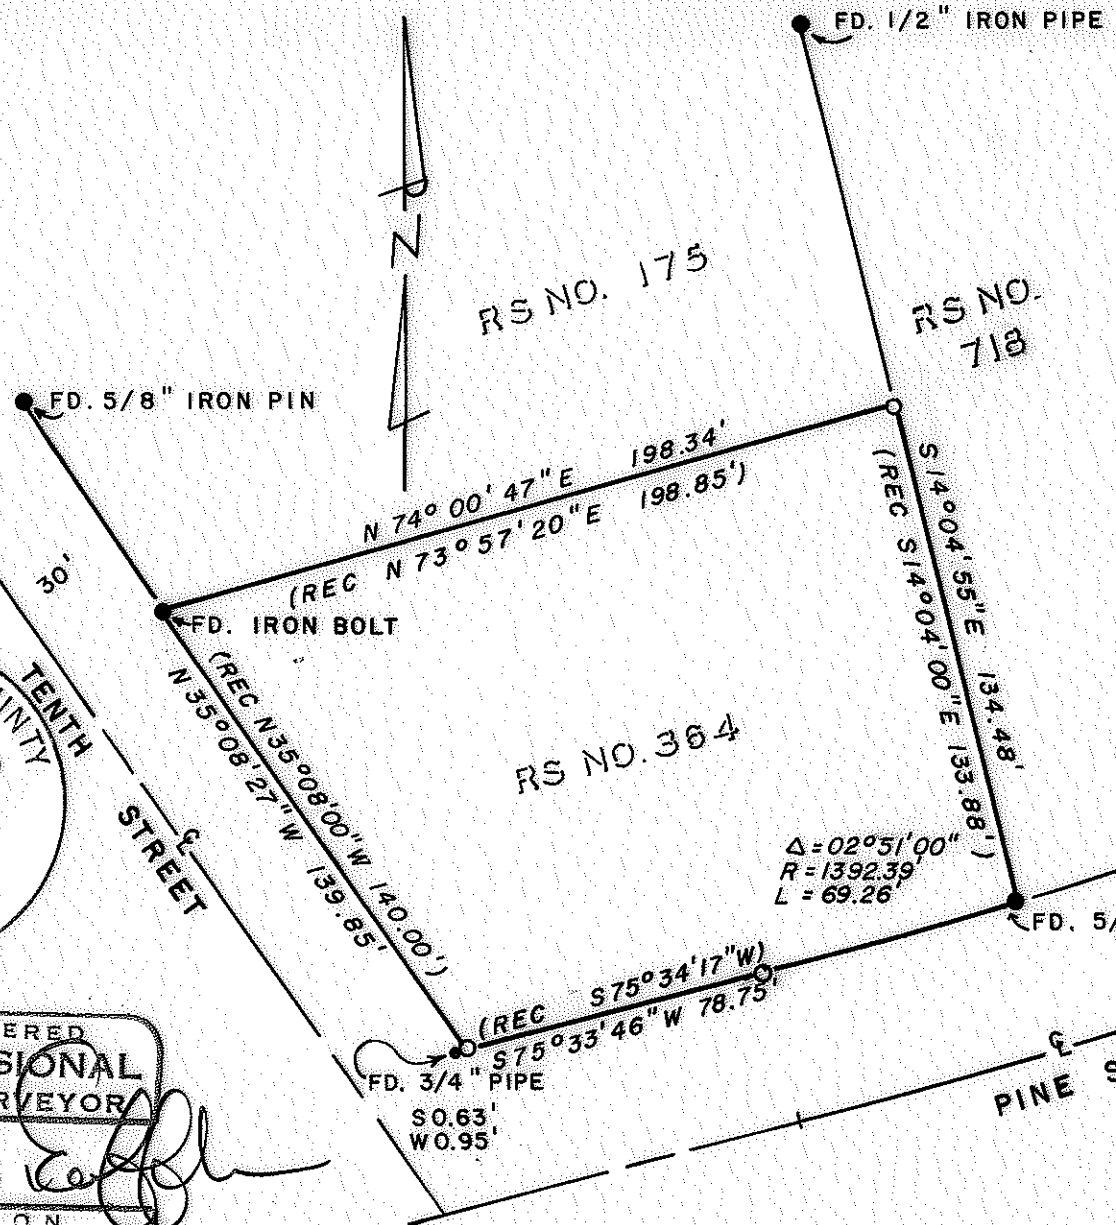 FD. 1/2" IRON PIPE
N
RS NO. 175
RS NO.
718
FD. 5/8" IRON PIN
N 74° 00' 47" E 198.34'
(REC N 73° 57' 20" E 198.85')
S 14° 04' 55" E 134.48'
(REC S 14° 04' 00" E 133.88')
30'
FD. IRON BOLT
(REC N 35° 08' 00" W 140.00')
N 35° 08' 27" W 139.85'
TENTH
STREET
℄
RS NO. 364
Δ = 02° 51' 00"
R = 1392.39'
L = 69.26'
FD. 5/
(REC S 75° 34' 17" W)
S 75° 33' 46" W 78.75'
FD. 3/4" PIPE
S 0.63'
W 0.95'
℄
PINE S
ERED
SIONAL
RVEYOR